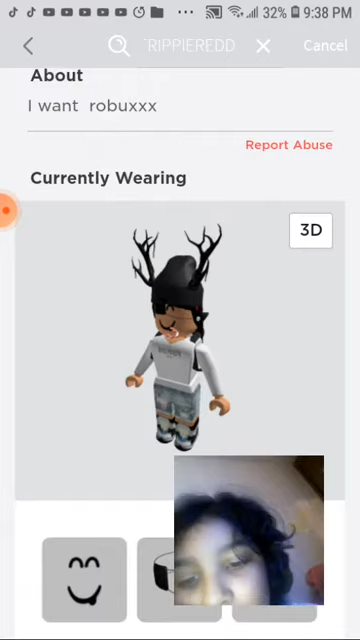 32% 9:38 PM
TRIPPIEREDD Cancel
About
I want robuxxx
Report Abuse
Currently Wearing
3D